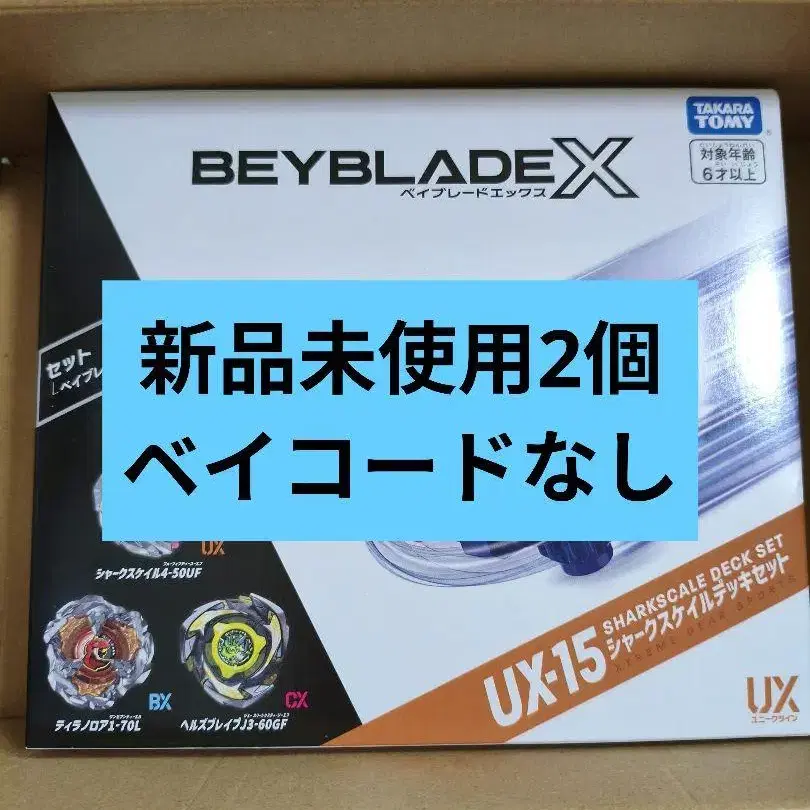 TAKARA TOMY
対象年齢
6才以上
BEYBLADE X
ベイブレードエックス
新品未使用2個
ベイコードなし
セット
UX
シャークスケイル4-50UF
BX
ティラノロア1-70L
CX
ヘルズブレイブJ3-60GF
UX-15
SHARKSCALE DECK SET
シャークスケイルデッキセット
XTREME GEAR SPORTS
UX
ユニークライン